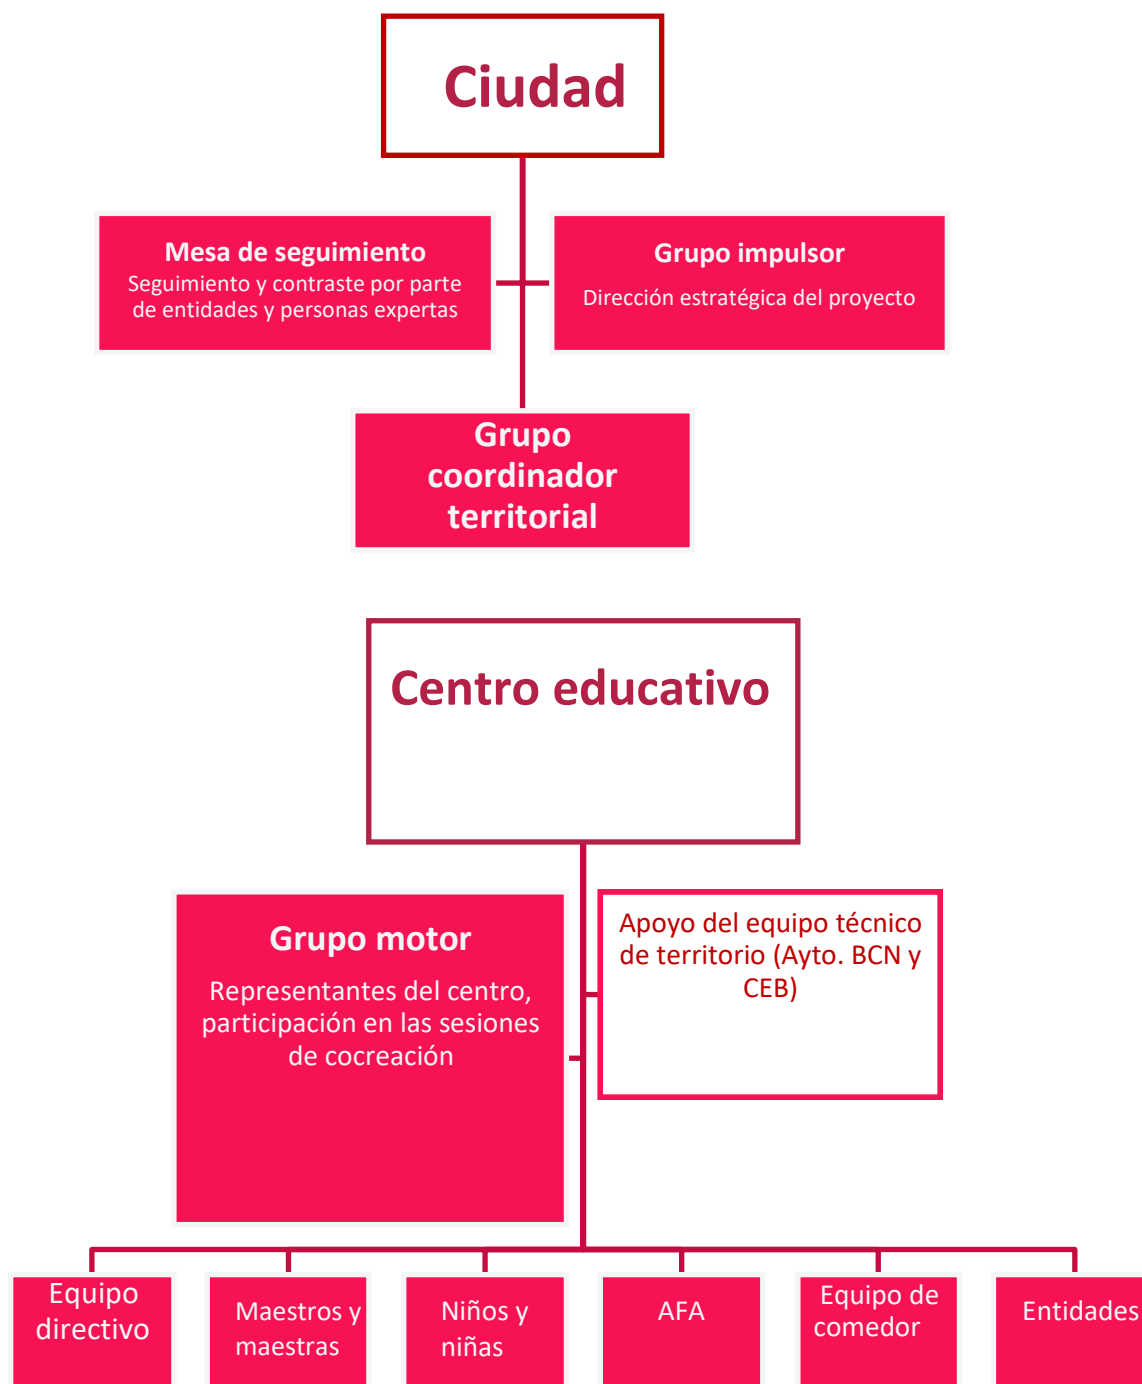 Ciudad
Mesa de seguimiento
Seguimiento y contraste por parte
de entidades y personas expertas
Grupo impulsor
Dirección estratégica del proyecto
Grupo
coordinador
territorial
Centro educativo
Grupo motor
Representantes del centro,
participación en las sesiones
de cocreación
Apoyo del equipo técnico
de territorio (Ayto. BCN y
CEB)
Equipo
directivo
Maestros y
maestras
Niños y
niñas
AFA
Equipo de
comedor
Entidades